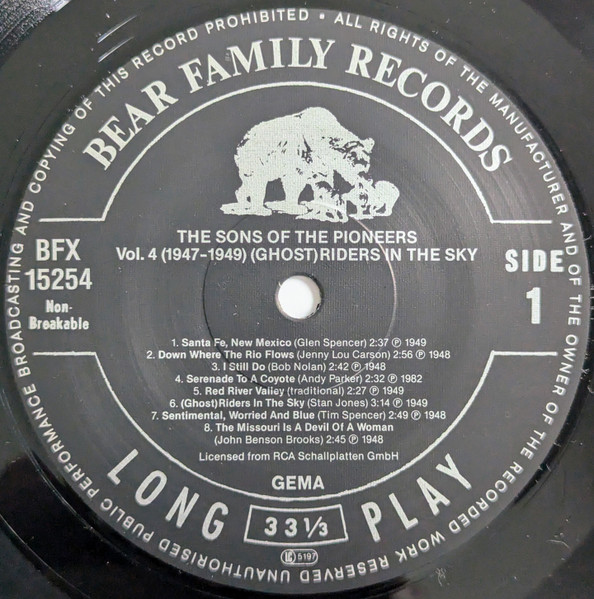 ALL RIGHTS OF THE MANUFACTURER AND OF THE OWNER OF THE RECORDED WORK RESERVED UNAUTHORISED PUBLIC PERFORMANCE BROADCASTING AND COPYING OF THIS RECORD PROHIBITED •
BEAR FAMILY RECORDS
THE SONS OF THE PIONEERS
Vol. 4 (1947-1949) (GHOST)RIDERS IN THE SKY
BFX
15254
Non-
Breakable
SIDE
1
1. Santa Fe, New Mexico (Glen Spencer) 2:37 ℗ 1949
2. Down Where The Rio Flows (Jenny Lou Carson) 2:56 ℗ 1948
3. I Still Do (Bob Nolan) 2:42 ℗ 1948
4. Serenade To A Coyote (Andy Parker) 2:32 ℗ 1982
5. Red River Valley (traditional) 2:27 ℗ 1949
6. (Ghost)Riders In The Sky (Stan Jones) 3:14 ℗ 1949
7. Sentimental, Worried And Blue (Tim Spencer) 2:49 ℗ 1948
8. The Missouri Is A Devil Of A Woman
(John Benson Brooks) 2:45 ℗ 1948
Licensed from RCA Schallplatten GmbH
GEMA
LONG PLAY
33 1/3
LC 5197